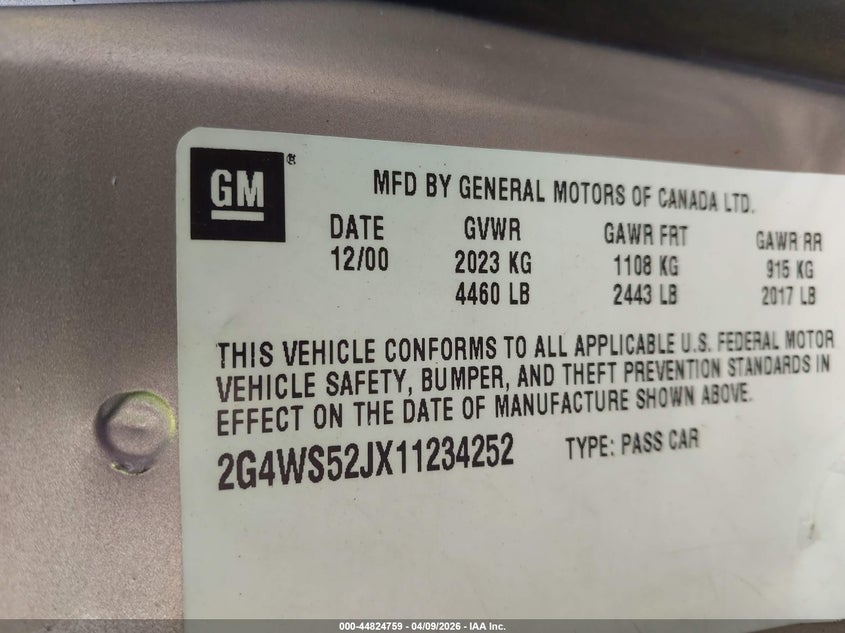 GM
MFD BY GENERAL MOTORS OF CANADA LTD.
DATE GVWR GAWR FRT GAWR RR
12/00 2023 KG 1108 KG 915 KG
4460 LB 2443 LB 2017 LB
THIS VEHICLE CONFORMS TO ALL APPLICABLE U.S. FEDERAL MOTOR
VEHICLE SAFETY, BUMPER, AND THEFT PREVENTION STANDARDS IN
EFFECT ON THE DATE OF MANUFACTURE SHOWN ABOVE.
2G4WS52JX11234252 TYPE: PASS CAR
000-44824759 - 04/09/2026 - IAA Inc.